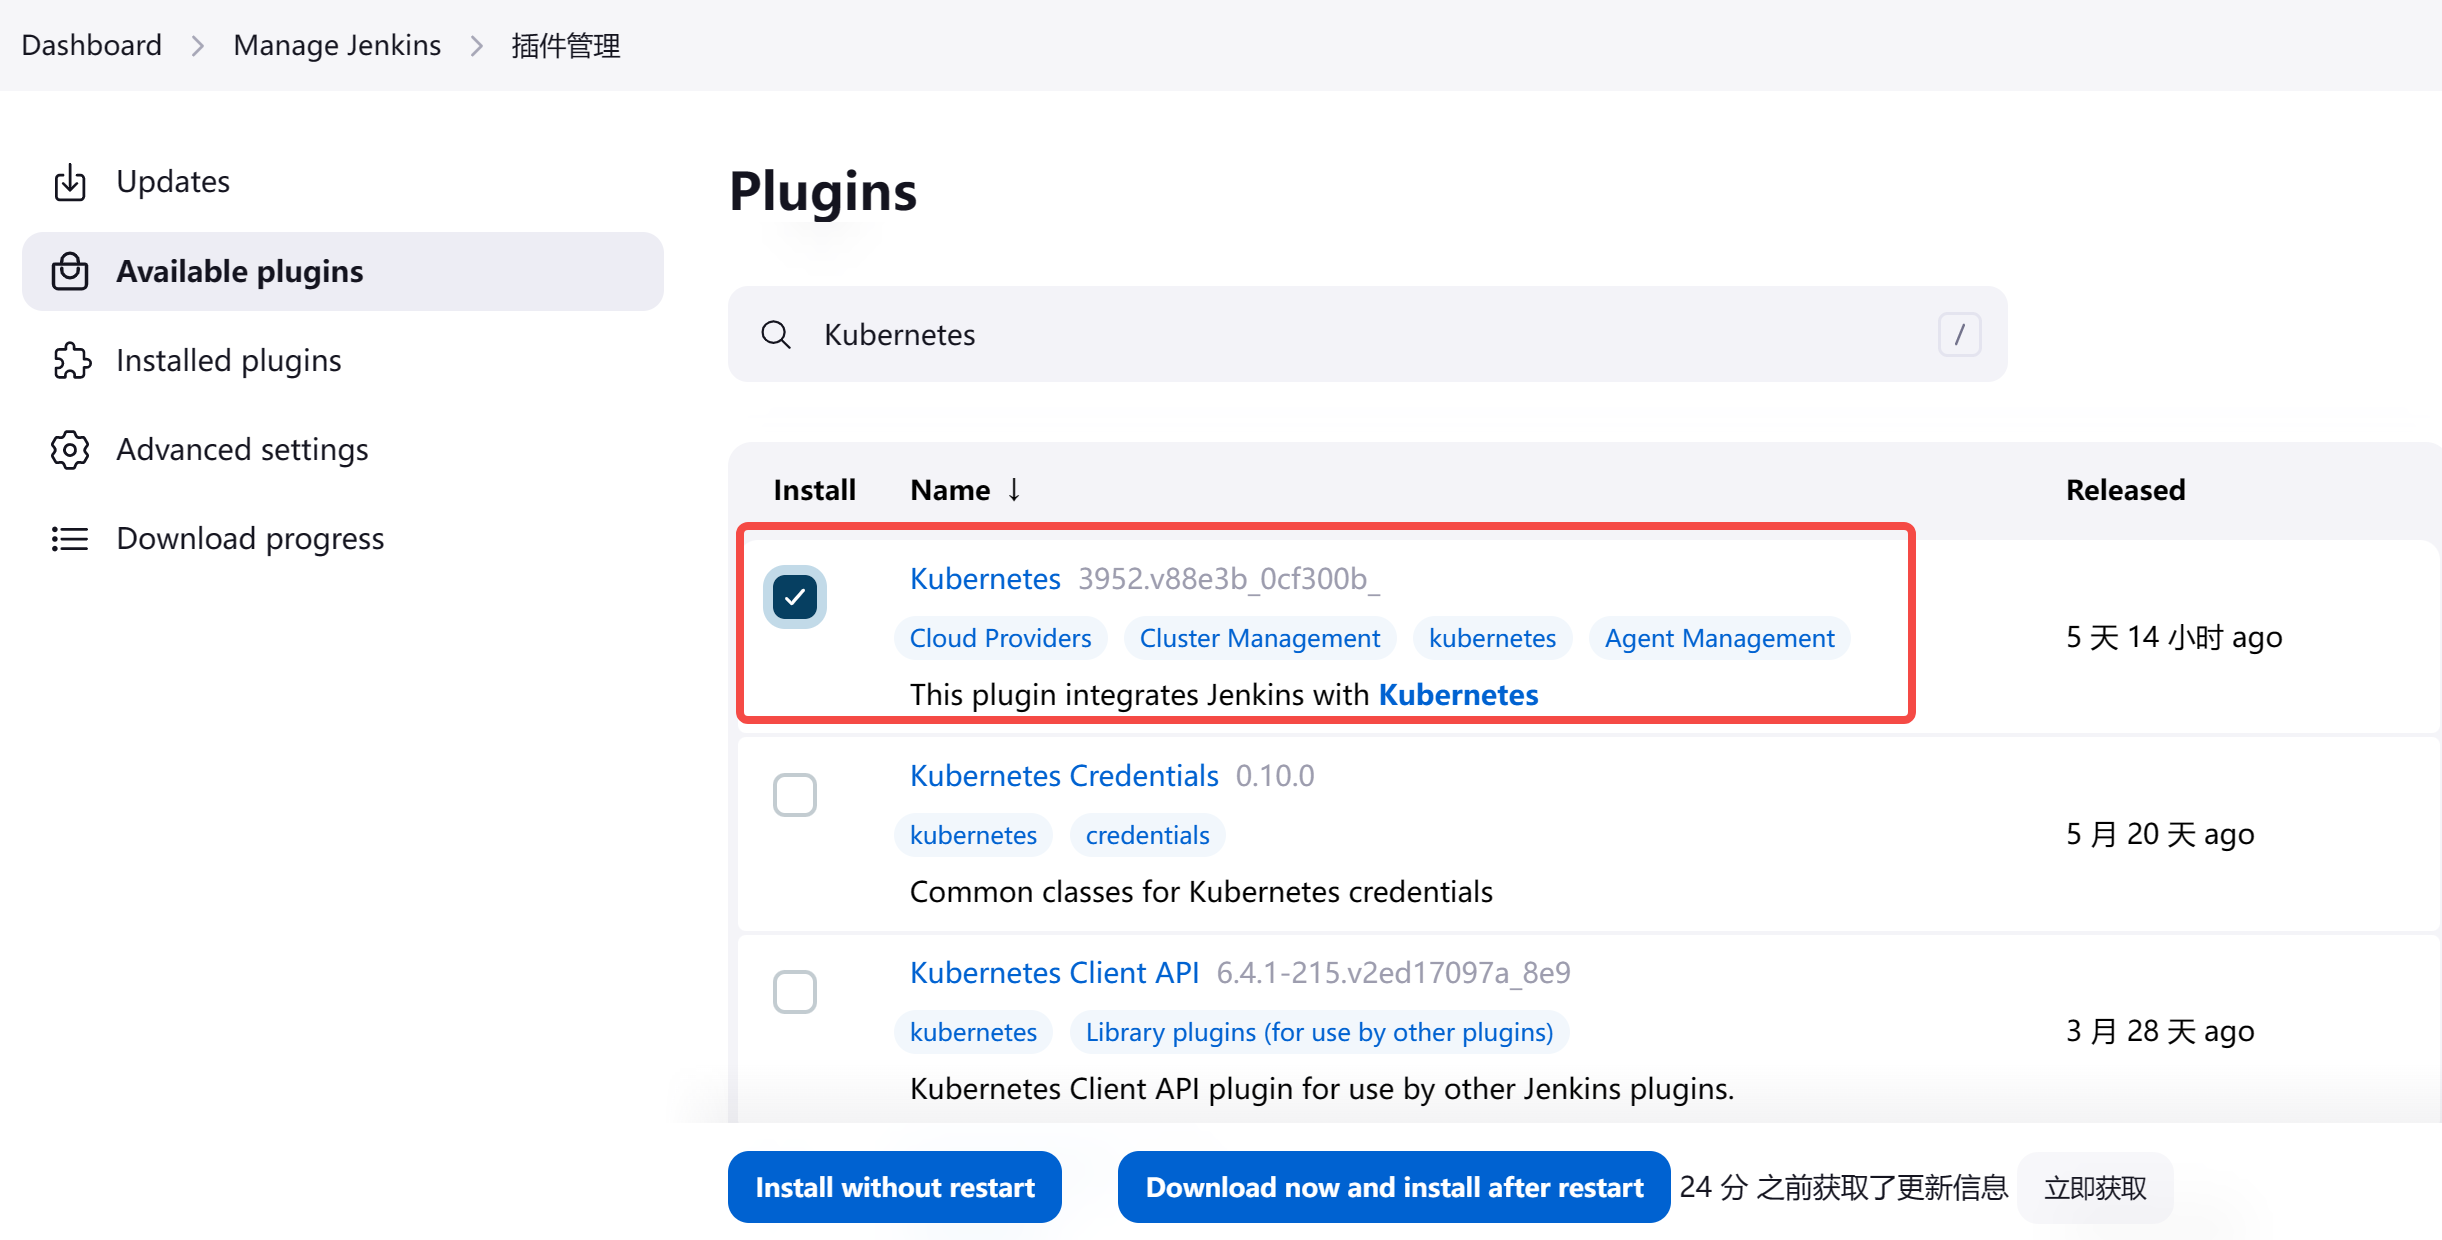 Dashboard > Manage Jenkins > 插件管理
Updates
Available plugins
Installed plugins
Advanced settings
Download progress
Plugins
Kubernetes /
Install Name ↓ Released
Kubernetes 3952.v88e3b_0cf300b_
Cloud Providers Cluster Management kubernetes Agent Management
This plugin integrates Jenkins with Kubernetes
5 天 14 小时 ago
Kubernetes Credentials 0.10.0
kubernetes credentials
Common classes for Kubernetes credentials
5 月 20 天 ago
Kubernetes Client API 6.4.1-215.v2ed17097a_8e9
kubernetes Library plugins (for use by other plugins)
Kubernetes Client API plugin for use by other Jenkins plugins.
3 月 28 天 ago
Install without restart Download now and install after restart 24 分 之前获取了更新信息 立即获取